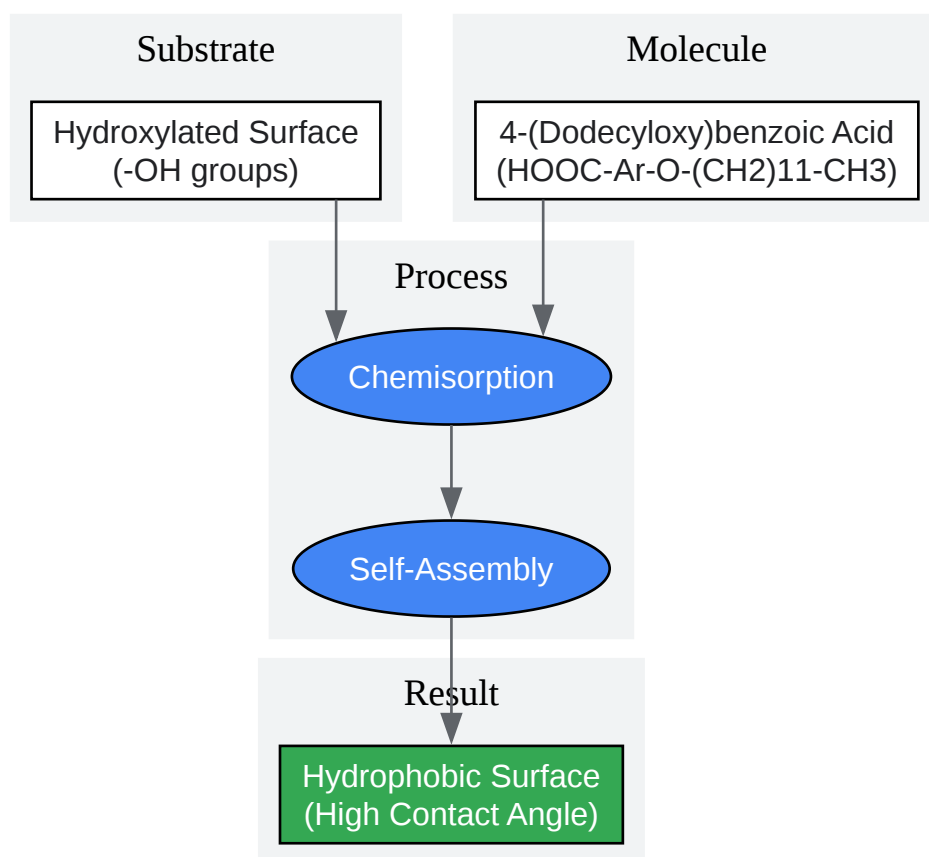 Substrate
Molecule
Hydroxylated Surface
(-OH groups)
4-(Dodecyloxy)benzoic Acid
(HOOC-Ar-O-(CH2)11-CH3)
Process
Chemisorption
Self-Assembly
Result
Hydrophobic Surface
(High Contact Angle)